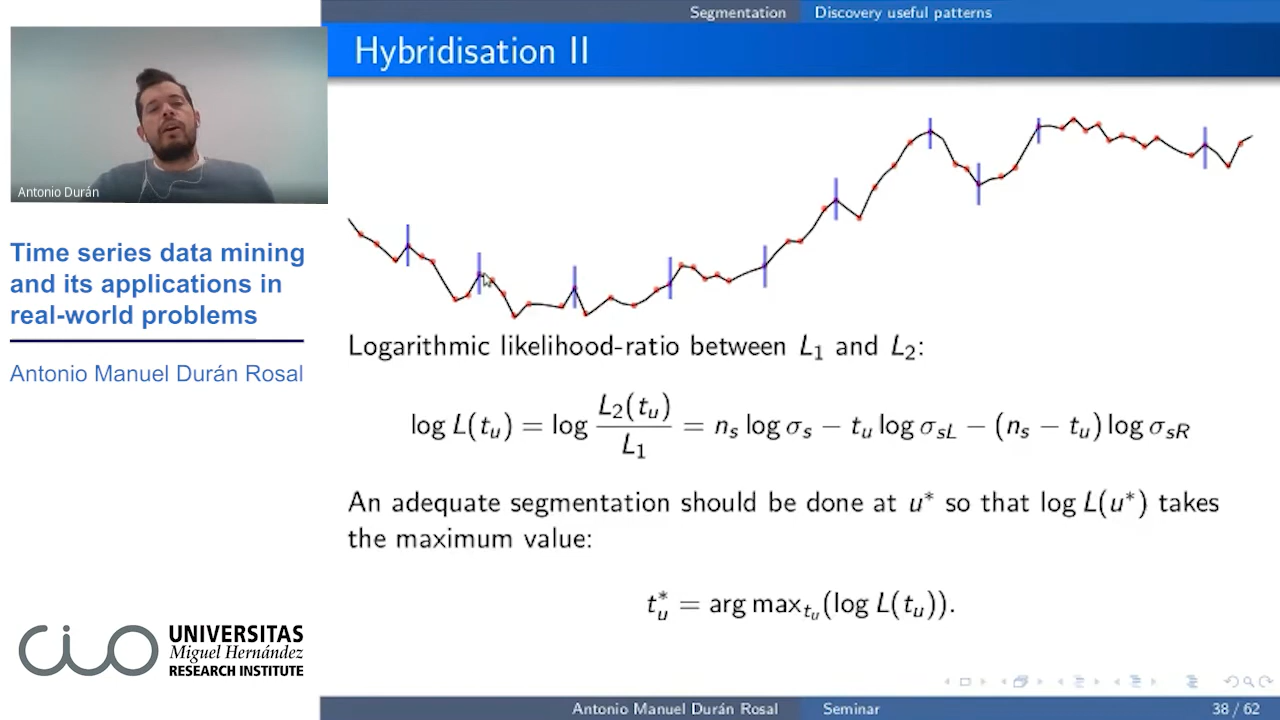 Segmentation Discovery useful patterns
Hybridisation II
Antonio Durán
Time series data mining
and its applications in
real-world problems
Antonio Manuel Durán Rosal
Logarithmic likelihood-ratio between L₁ and L₂:
log L(tᵤ) = log L₂(tᵤ) / L₁ = nₛ log σₛ − tᵤ log σₛL − (nₛ − tᵤ) log σₛR
An adequate segmentation should be done at u* so that log L(u*) takes
the maximum value:
tᵤ* = arg maxₜᵤ(log L(tᵤ)).
CIO
UNIVERSITAS
Miguel Hernández
RESEARCH INSTITUTE
Antonio Manuel Durán Rosal Seminar 38 / 62